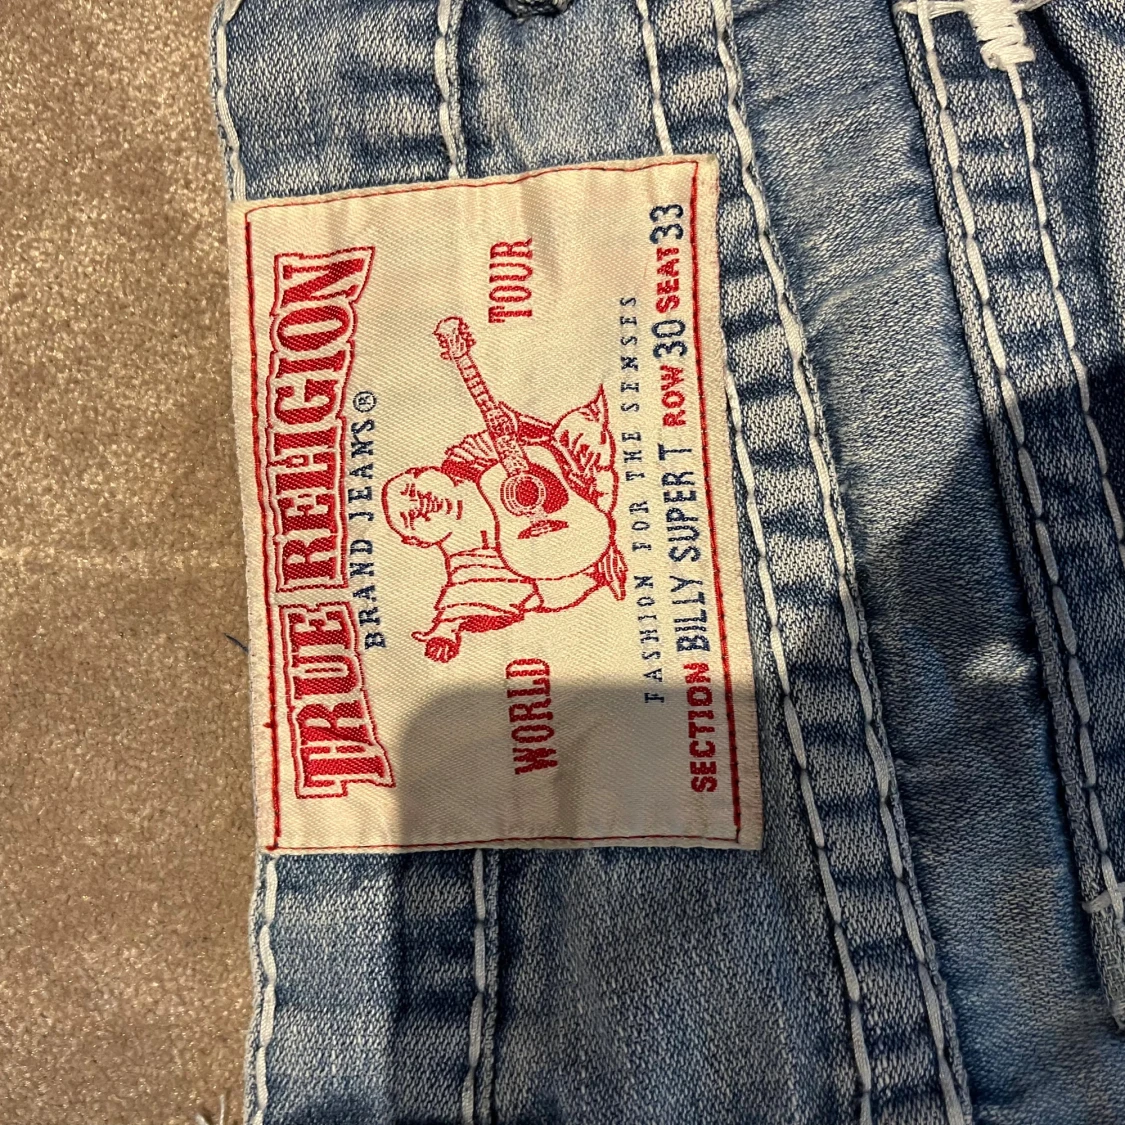 TRUE RELIGION
BRAND JEANS®
WORLD TOUR
FASHION FOR THE SENSES
SECTION BILLY SUPER T ROW 30 SEAT 33